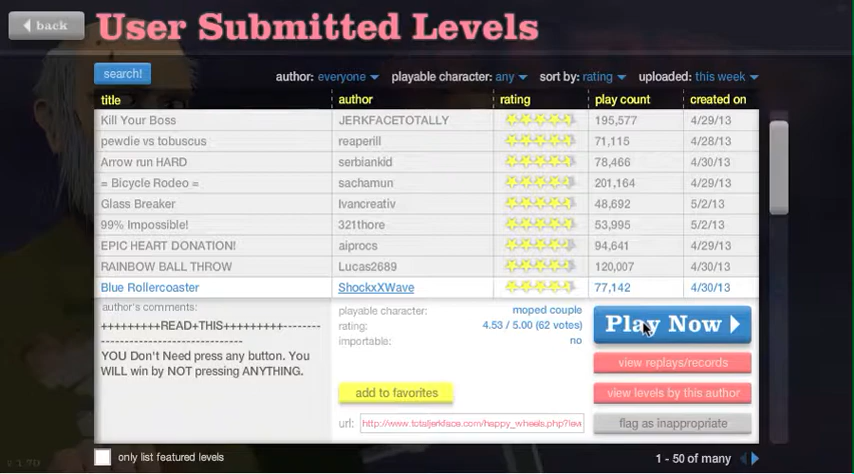 back
User Submitted Levels
search!
author: everyone playable character: any sort by: rating uploaded: this week
title author rating play count created on
Kill Your Boss JERKFACETOTALLY 195,577 4/29/13
pewdie vs tobuscus reaperill 71,115 4/28/13
Arrow run HARD serbiankid 78,466 4/30/13
= Bicycle Rodeo = sachamun 201,164 4/29/13
Glass Breaker Ivancreativ 48,692 5/2/13
99% Impossible! 321thore 53,995 5/2/13
EPIC HEART DONATION! aiprocs 94,641 4/29/13
RAINBOW BALL THROW Lucas2689 120,007 4/30/13
Blue Rollercoaster ShockxXWave 77,142 4/30/13
author's comments:
+++++++++READ+THIS+++++++++-------
----------------------------
YOU Don't Need press any button. You
WILL win by NOT pressing ANYTHING.
playable character: moped couple
rating: 4.53 / 5.00 (62 votes)
importable: no
add to favorites
url: http://www.totaljerkface.com/happy_wheels.php?lev
Play Now
view replays/records
view levels by this author
flag as inappropriate
only list featured levels
1 - 50 of many